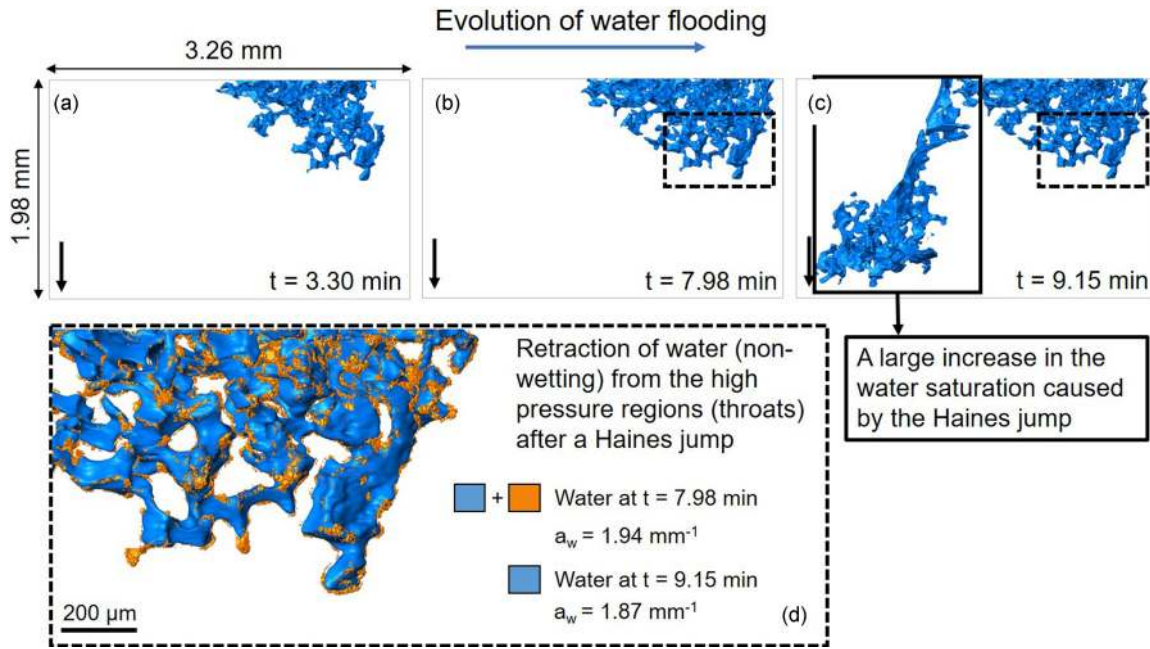 Evolution of water flooding
3.26 mm
1.98 mm
(a)
t = 3.30 min
(b)
t = 7.98 min
(c)
t = 9.15 min
A large increase in the
water saturation caused
by the Haines jump
Retraction of water (non-
wetting) from the high
pressure regions (throats)
after a Haines jump
+ Water at t = 7.98 min
a_w = 1.94 mm⁻¹
Water at t = 9.15 min
a_w = 1.87 mm⁻¹
(d)
200 µm